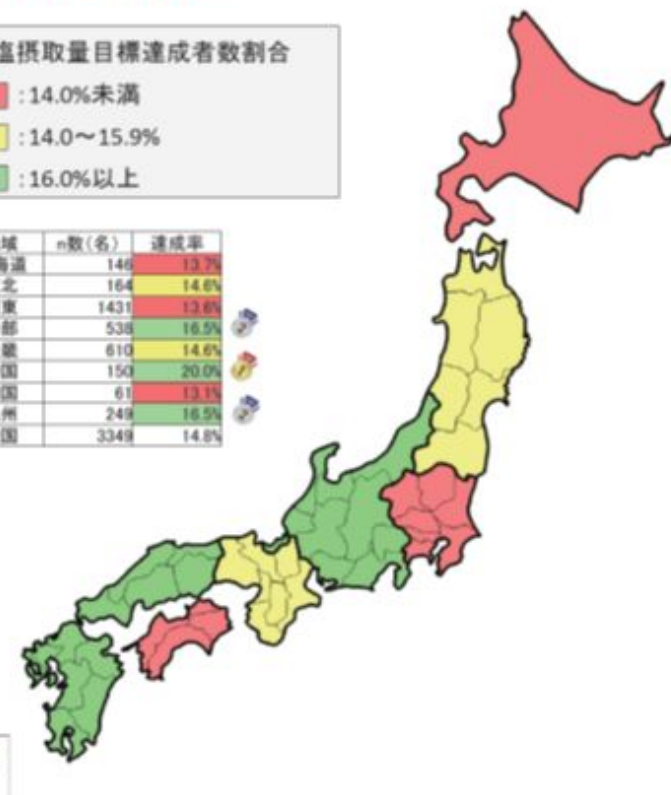 塩摂取量目標達成者数割合
:14.0%未満
:14.0～15.9%
:16.0%以上
域 n数(名) 達成率
海道 146 13.7%
北 164 14.6%
東 1431 13.6%
部 538 16.5%
畿 610 14.6%
国 150 20.0%
国 61 13.1%
州 249 16.5%
国 3349 14.8%